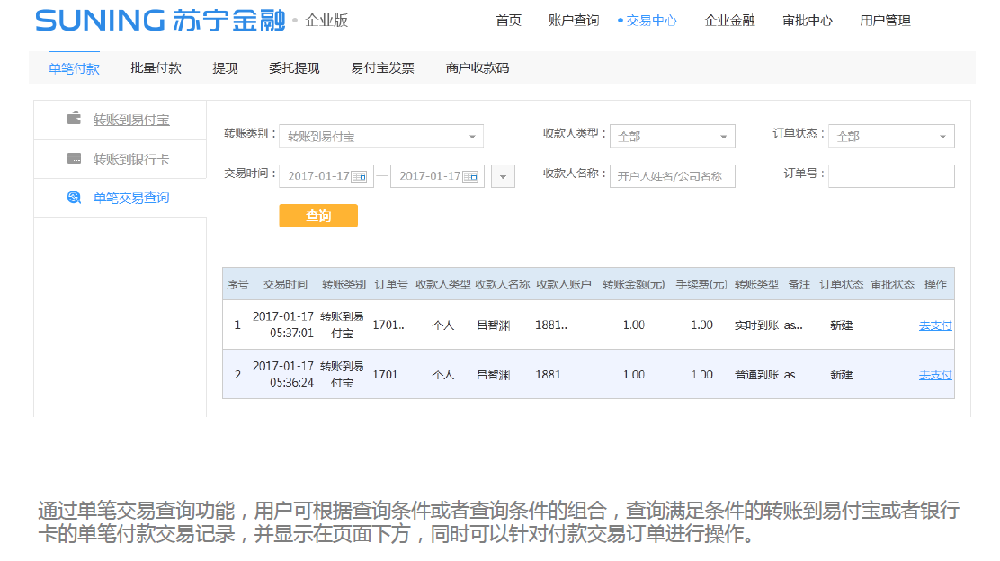 SUNING 苏宁金融 • 企业版
首页 账户查询 • 交易中心 企业金融 审批中心 用户管理
单笔付款 批量付款 提现 委托提现 易付宝发票 商户收款码
转账到易付宝
转账到银行卡
单笔交易查询
转账类别： 转账到易付宝 收款人类型： 全部 订单状态： 全部
交易时间： 2017-01-17 — 2017-01-17 收款人名称： 开户人姓名/公司名称 订单号：
查询
序号 交易时间 转账类别 订单号 收款人类型 收款人名称 收款人账户 转账金额(元) 手续费(元) 转账类型 备注 订单状态 审批状态 操作
1 2017-01-17 05:37:01 转账到易付宝 1701.. 个人 吕智渊 1881.. 1.00 1.00 实时到账 as... 新建 去支付
2 2017-01-17 05:36:24 转账到易付宝 1701.. 个人 吕智渊 1881.. 1.00 1.00 普通到账 as... 新建 去支付
通过单笔交易查询功能，用户可根据查询条件或者查询条件的组合，查询满足条件的转账到易付宝或者银行
卡的单笔付款交易记录，并显示在页面下方，同时可以针对付款交易订单进行操作。